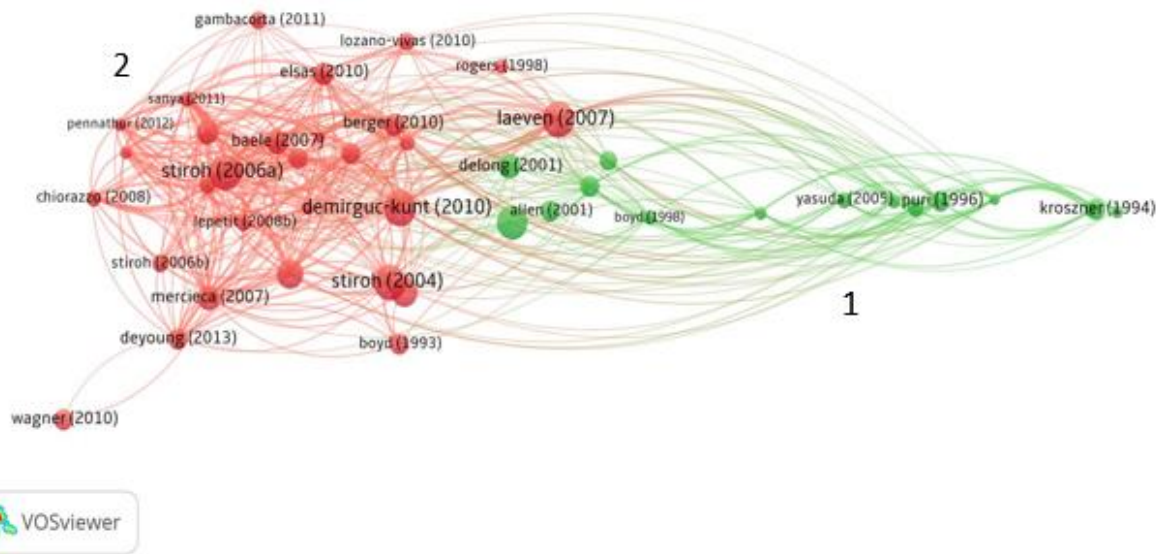 gambacorta (2011)
lozano-vivas (2010)
2
rogers (1998)
elsas (2010)
sanya (2011)
laeven (2007)
pennathur (2012)
berger (2010)
baele (2007)
delong (2001)
stiroh (2006a)
chiorazzo (2008)
yasuda (2005)
puri (1996)
demirguc-kunt (2010)
kroszner (1994)
allen (2001)
boyd (1998)
lepetit (2008b)
stiroh (2006b)
stiroh (2004)
mercieca (2007)
1
deyoung (2013)
boyd (1993)
wagner (2010)
VOSviewer